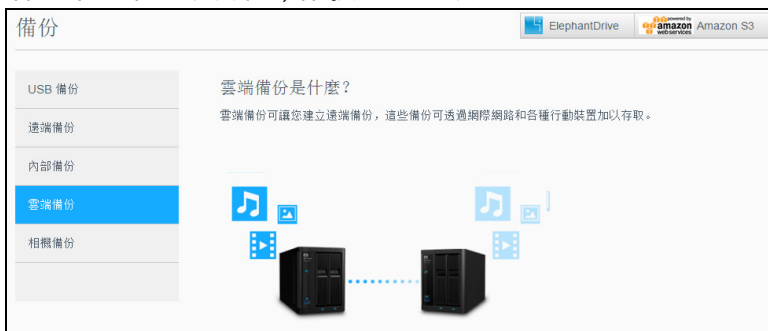 備份
ElephantDrive
powered by
amazon
webservices
Amazon S3
USB 備份
遠端備份
內部備份
雲端備份
相機備份
雲端備份是什麼？
雲端備份可讓您建立遠端備份，這些備份可透過網際網路和各種行動裝置加以存取。